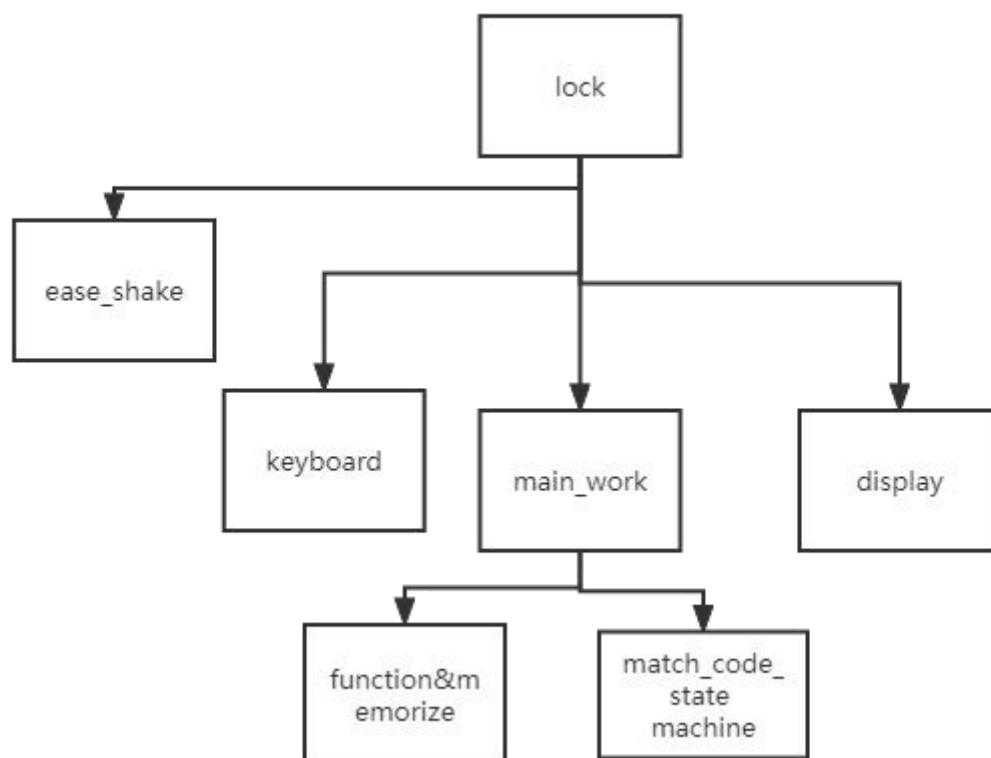 lock
ease_shake
keyboard
main_work
display
function&m
emorize
match_code_
state
machine